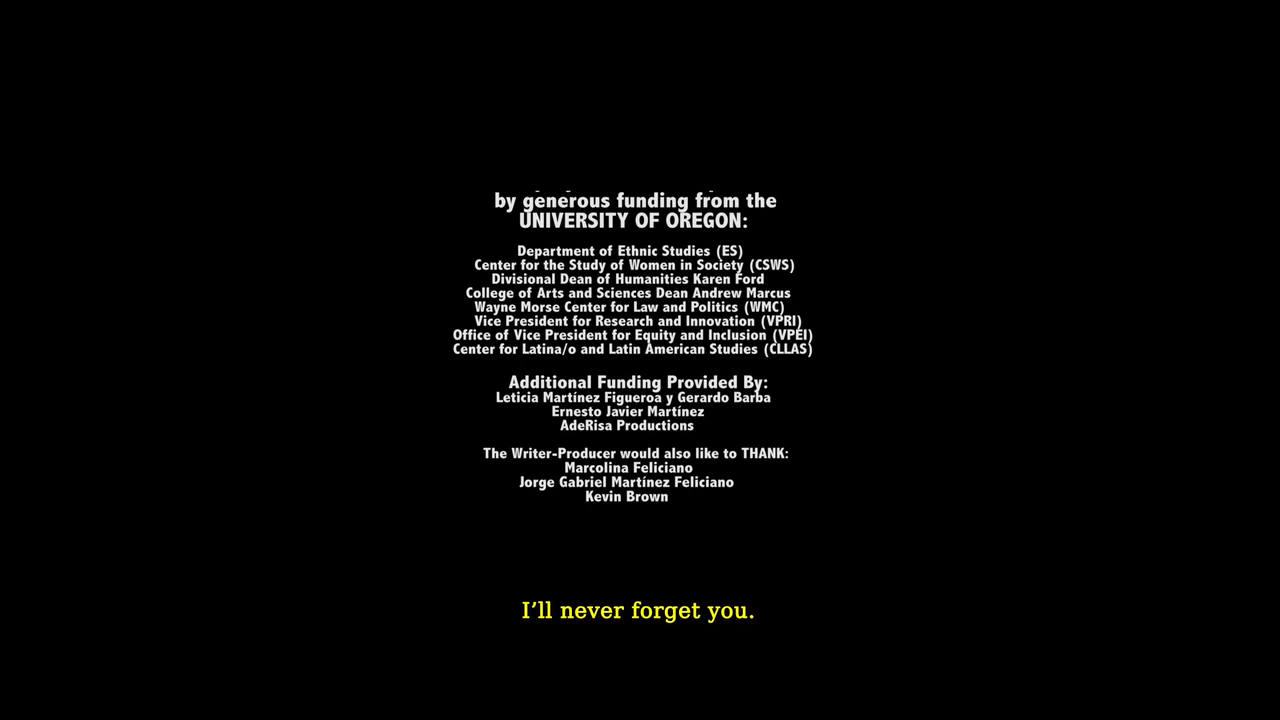 by generous funding from the
UNIVERSITY OF OREGON:
Department of Ethnic Studies (ES)
Center for the Study of Women in Society (CSWS)
Divisional Dean of Humanities Karen Ford
College of Arts and Sciences Dean Andrew Marcus
Wayne Morse Center for Law and Politics (WMC)
Vice President for Research and Innovation (VPRI)
Office of Vice President for Equity and Inclusion (VPEI)
Center for Latina/o and Latin American Studies (CLLAS)
Additional Funding Provided By:
Leticia Martínez Figueroa y Gerardo Barba
Ernesto Javier Martínez
AdeRisa Productions
The Writer-Producer would also like to THANK:
Marcolina Feliciano
Jorge Gabriel Martínez Feliciano
Kevin Brown
I'll never forget you.